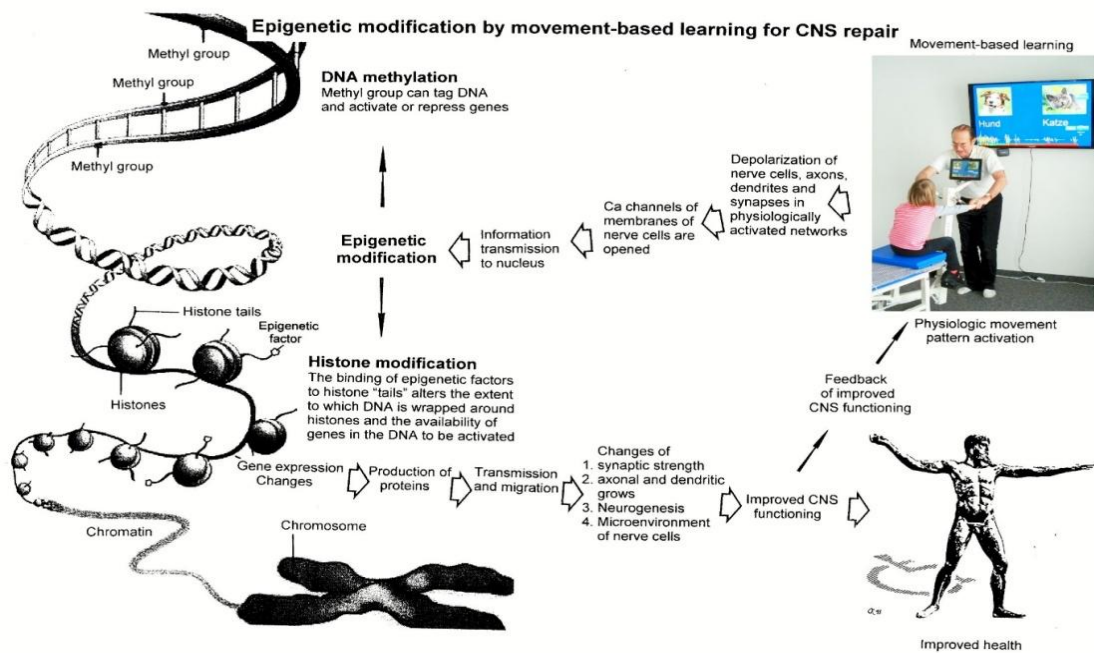 Epigenetic modification by movement-based learning for CNS repair
Methyl group
Methyl group
Methyl group
DNA methylation
Methyl group can tag DNA
and activate or repress genes
Movement-based learning
Hund
Katze
Depolarization of
nerve cells, axons,
dendrites and
synapses in
physiologically
activated networks
Ca channels of
membranes of
nerve cells are
opened
Information
transmission
to nucleus
Epigenetic
modification
Physiologic movement
pattern activation
Histone tails
Epigenetic
factor
Histones
Histone modification
The binding of epigenetic factors
to histone "tails" alters the extent
to which DNA is wrapped around
histones and the availability of
genes in the DNA to be activated
Gene expression
Changes
Production of
proteins
Transmission
and migration
Changes of
1. synaptic strength
2. axonal and dendritic
grows
3. Neurogenesis
4. Microenvironment
of nerve cells
Improved CNS
functioning
Feedback
of improved
CNS functioning
Chromatin
Chromosome
Improved health